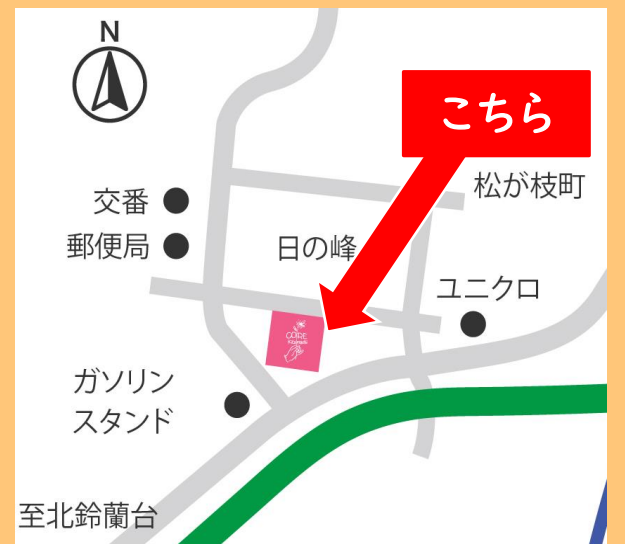 N
こちら
交番
松が枝町
郵便局
日の峰
ユニクロ
ガソリン
スタンド
至北鈴蘭台